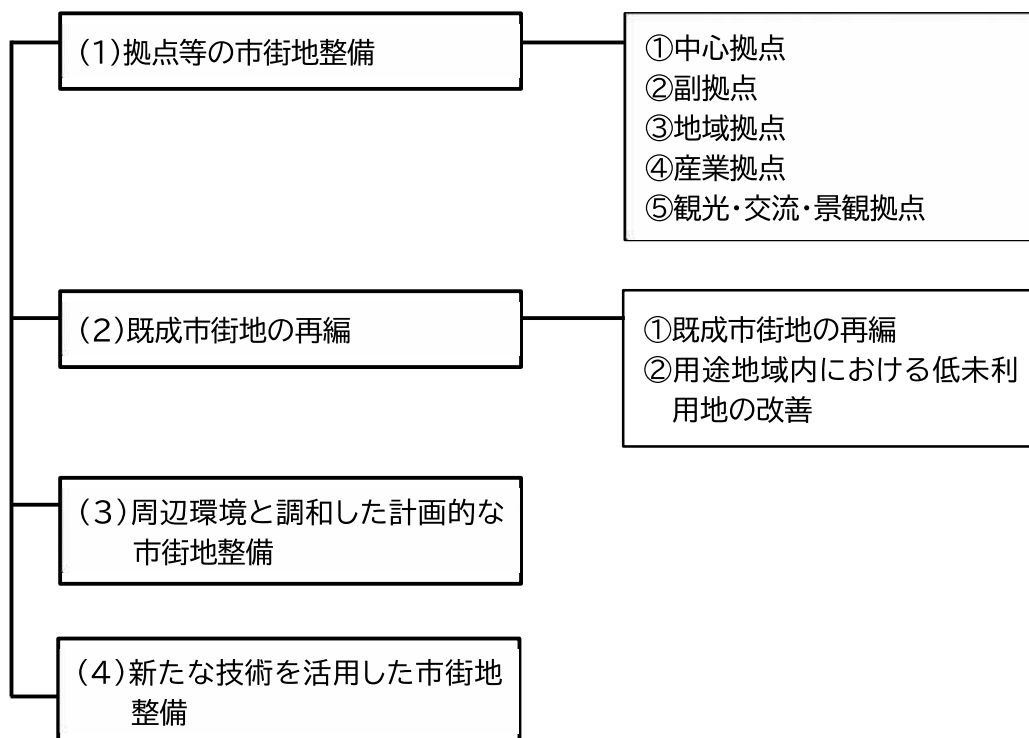 (1)拠点等の市街地整備
①中心拠点
②副拠点
③地域拠点
④産業拠点
⑤観光・交流・景観拠点
(2)既成市街地の再編
①既成市街地の再編
②用途地域内における低未利
用地の改善
(3)周辺環境と調和した計画的な
市街地整備
(4)新たな技術を活用した市街地
整備